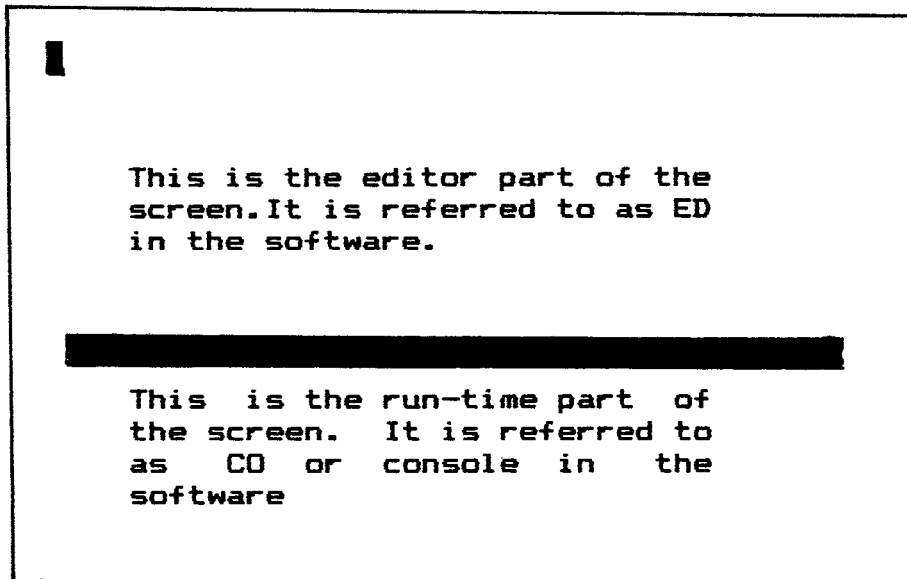 This is the editor part of the
screen.It is referred to as ED
in the software.
This is the run-time part of
the screen. It is referred to
as CO or console in the
software